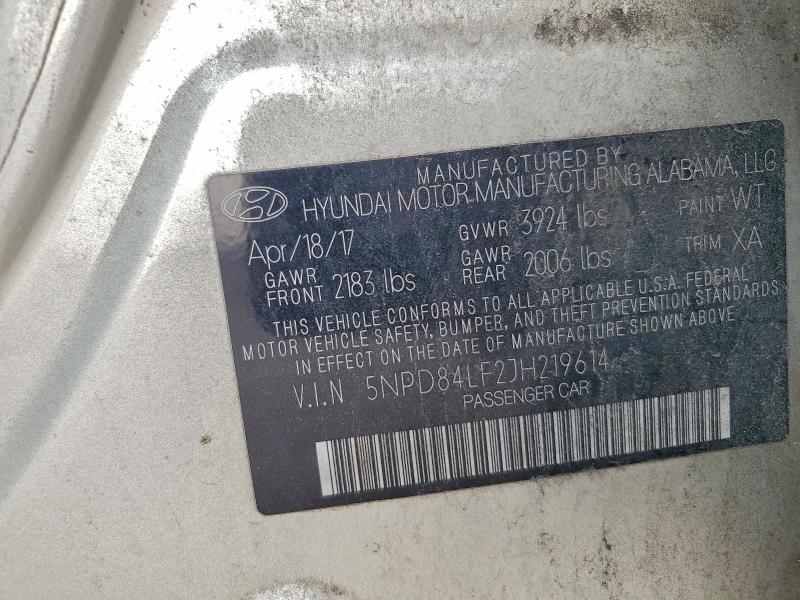 MANUFACTURED BY
HYUNDAI MOTOR MANUFACTURING ALABAMA, LLC
Apr/18/17 GVWR 3924 lbs PAINT WT
GAWR FRONT 2183 lbs GAWR REAR 2006 lbs TRIM XA
THIS VEHICLE CONFORMS TO ALL APPLICABLE U.S.A. FEDERAL
MOTOR VEHICLE SAFETY, BUMPER, AND THEFT PREVENTION STANDARDS
IN EFFECT ON THE DATE OF MANUFACTURE SHOWN ABOVE
V.I.N 5NPD84LF2JH219614
PASSENGER CAR